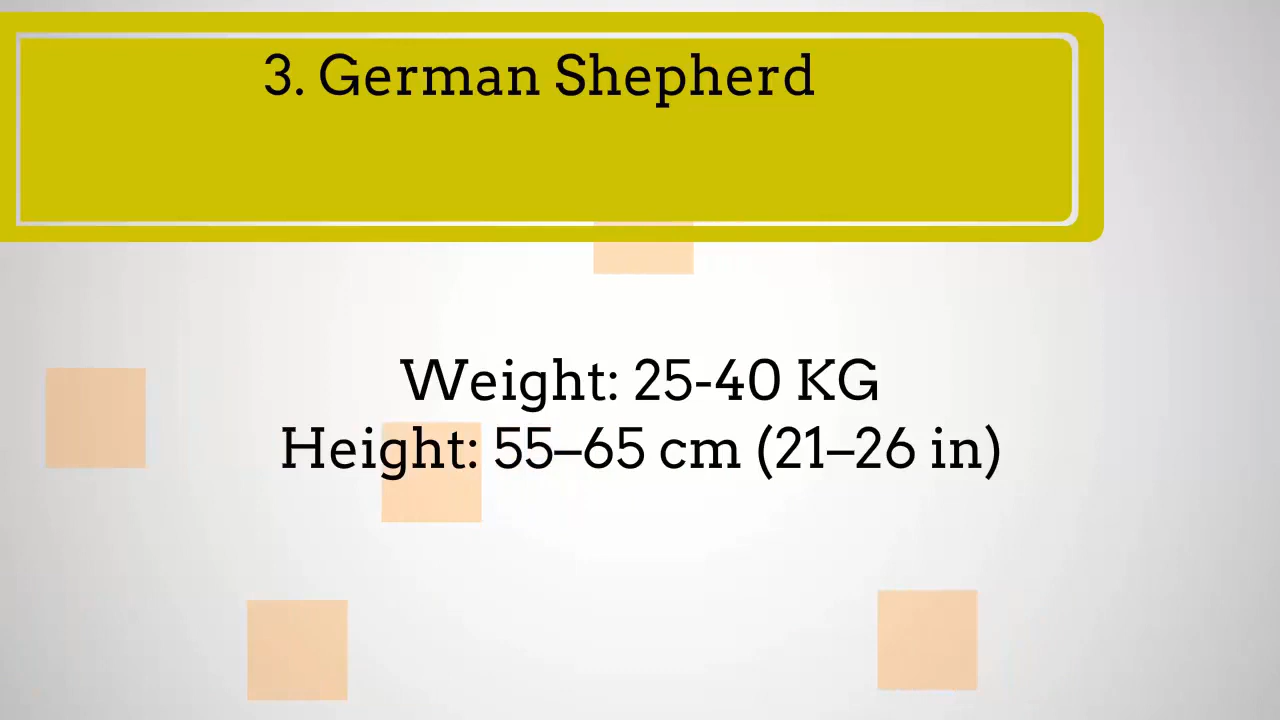 3. German Shepherd
Weight: 25-40 KG
Height: 55–65 cm (21–26 in)